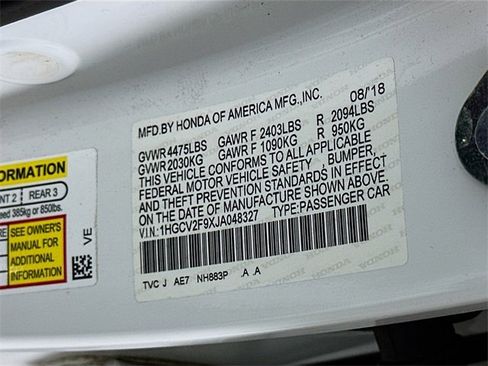 MFD.BY HONDA OF AMERICA MFG.,INC. 08/'18
GVWR 4475LBS GAWR F 2403LBS R 2094LBS
GVWR 2030KG GAWR F 1090KG R 950KG
THIS VEHICLE CONFORMS TO ALL APPLICABLE
FEDERAL MOTOR VEHICLE SAFETY, BUMPER,
AND THEFT PREVENTION STANDARDS IN EFFECT
ON THE DATE OF MANUFACTURE SHOWN ABOVE.
V.I.N:1HGCV2F9XJA048327 TYPE:PASSENGER CAR
TVC J AE7 NH883P .A .A
FORMATION
NT 2 REAR 3
eed 385kg or 850lbs.
SEE OWNER'S
MANUAL FOR
ADDITIONAL
INFORMATION
VE